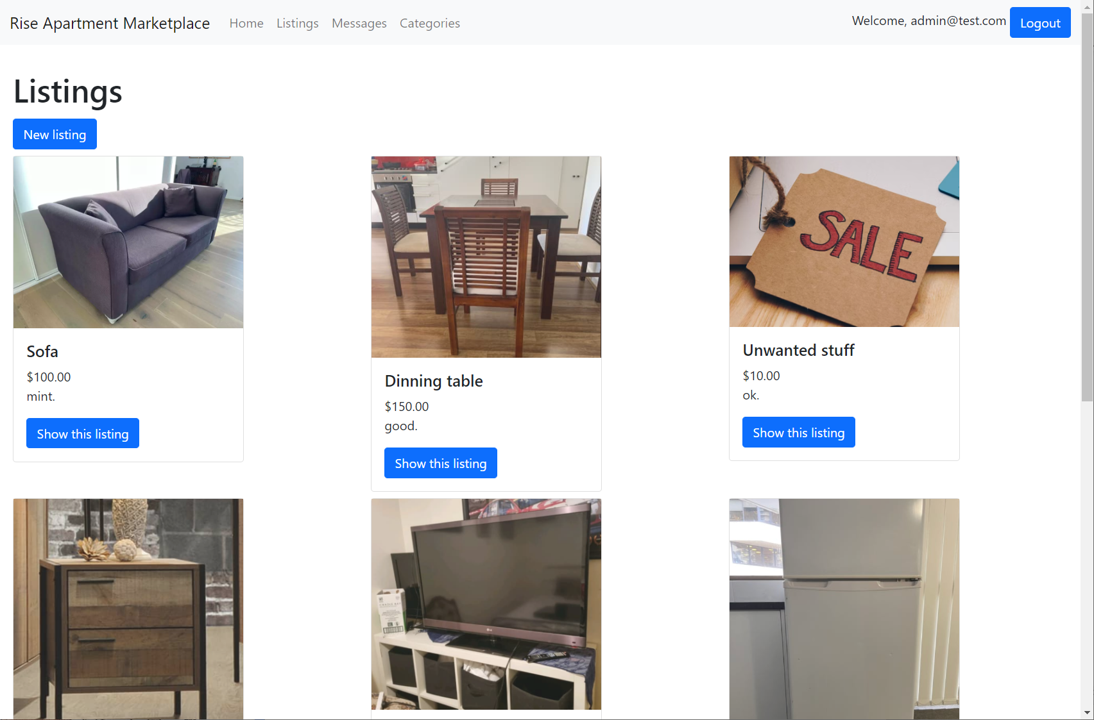 Rise Apartment Marketplace Home Listings Messages Categories Welcome, admin@test.com Logout
Listings
New listing
SALE
Sofa
$100.00
mint.
Show this listing
Dinning table
$150.00
good.
Show this listing
Unwanted stuff
$10.00
ok.
Show this listing